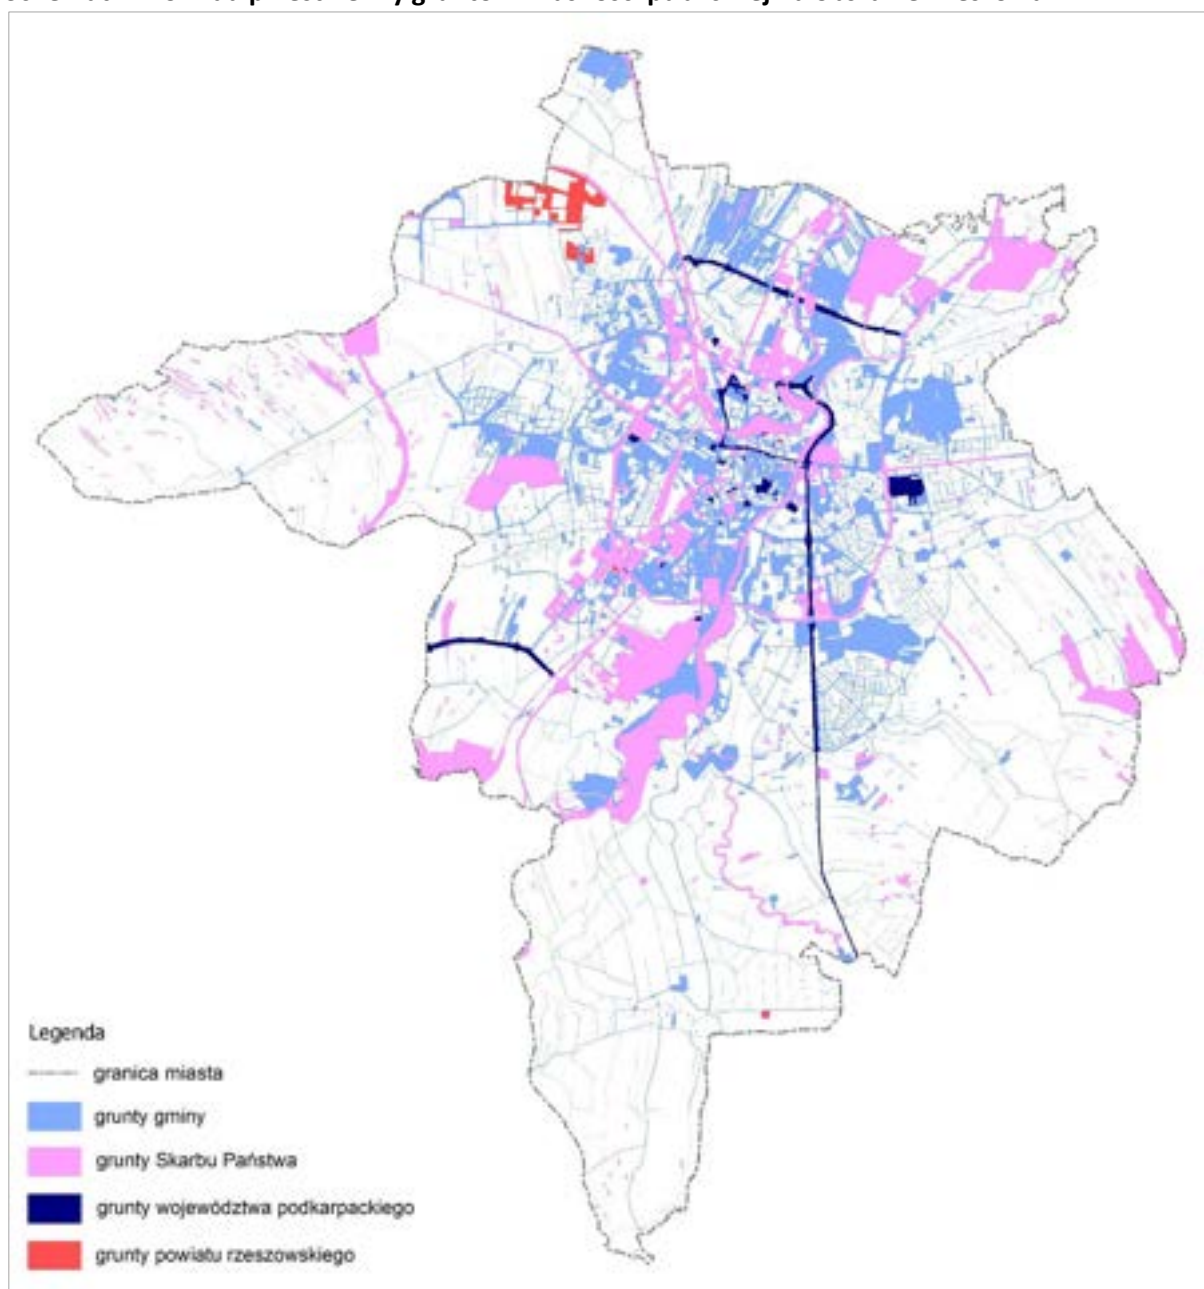 Legenda
granica miasta
grunty gminy
grunty Skarbu Państwa
grunty województwa podkarpackiego
grunty powiatu rzeszowskiego